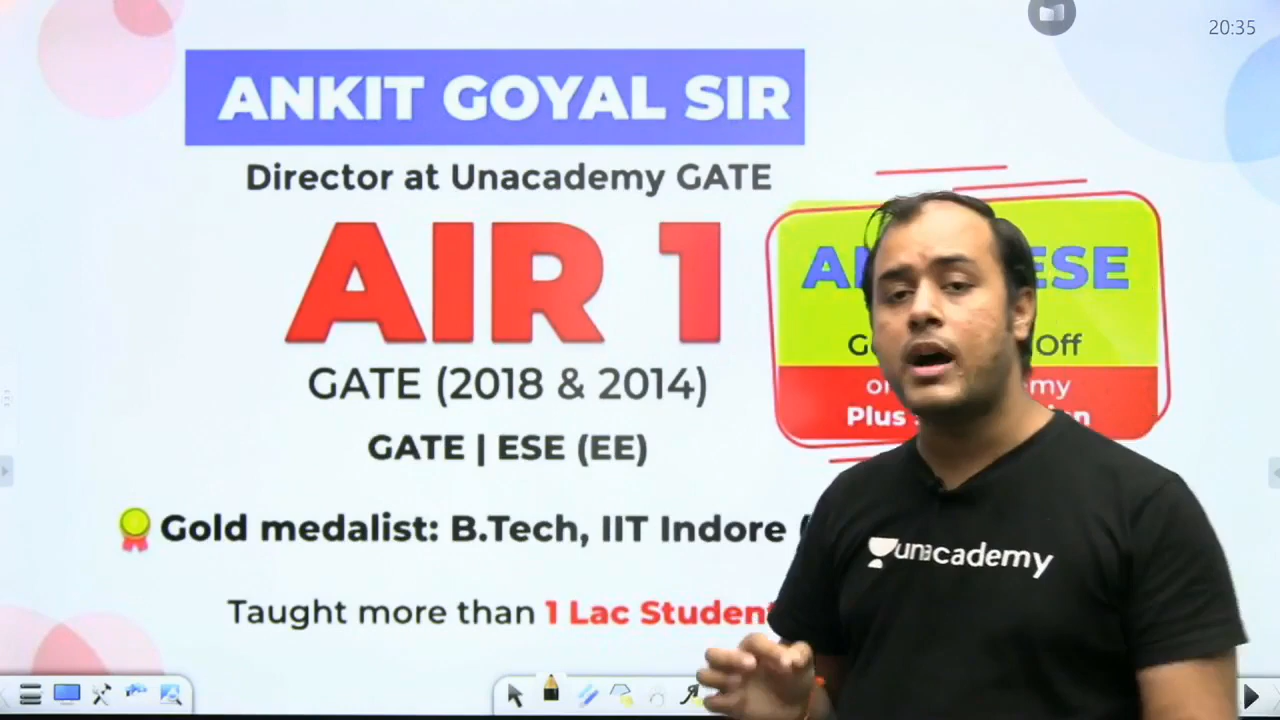 20:35
ANKIT GOYAL SIR
Director at Unacademy GATE
AIR 1
GATE (2018 & 2014)
GATE | ESE (EE)
Gold medalist: B.Tech, IIT Indore
Taught more than 1 Lac
ESE
Off
Plus
unacademy